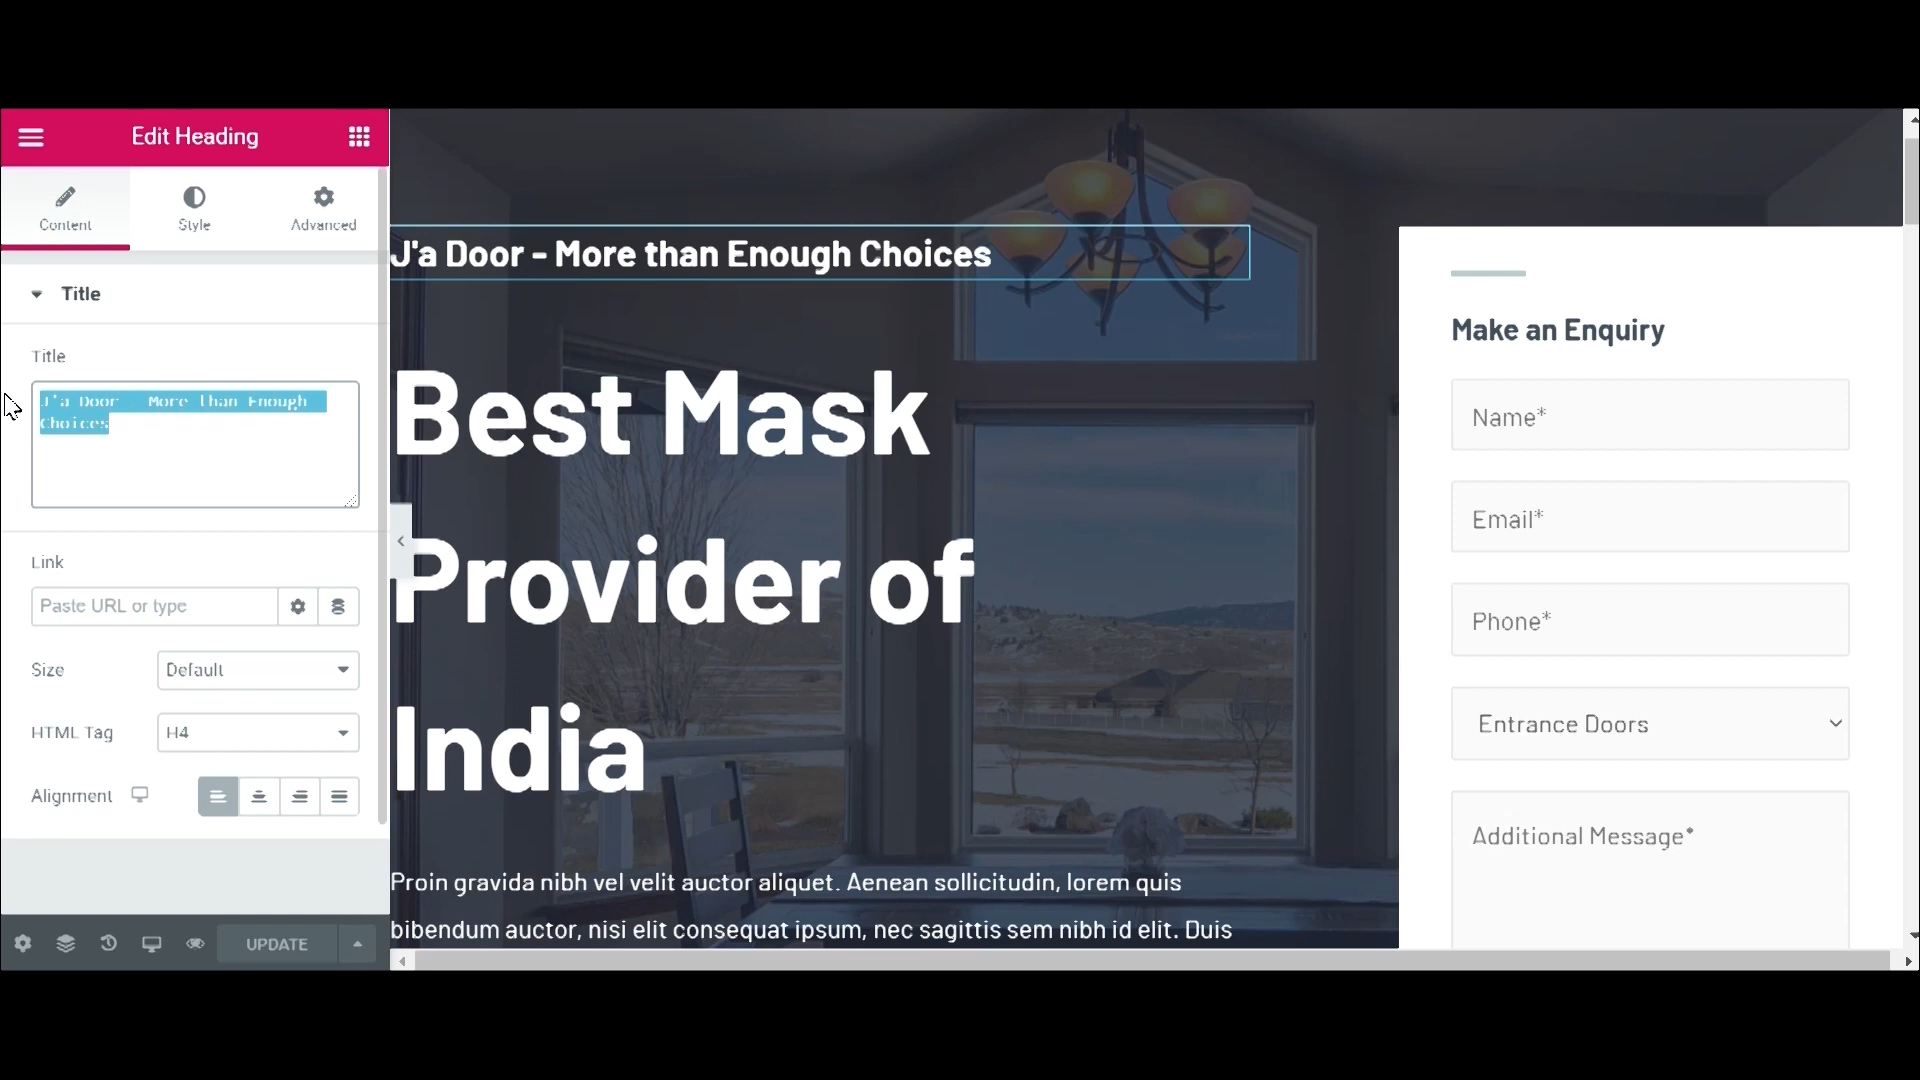 Edit Heading
Content
Style
Advanced
Title
Title
J'a Door - More than Enough
Choices
Link
Paste URL or type
Size
Default
HTML Tag
H4
Alignment
UPDATE
J'a Door - More than Enough Choices
Best Mask
Provider of
India
Proin gravida nibh vel velit auctor aliquet. Aenean sollicitudin, lorem quis
bibendum auctor, nisi elit consequat ipsum, nec sagittis sem nibh id elit. Duis
Make an Enquiry
Name*
Email*
Phone*
Entrance Doors
Additional Message*